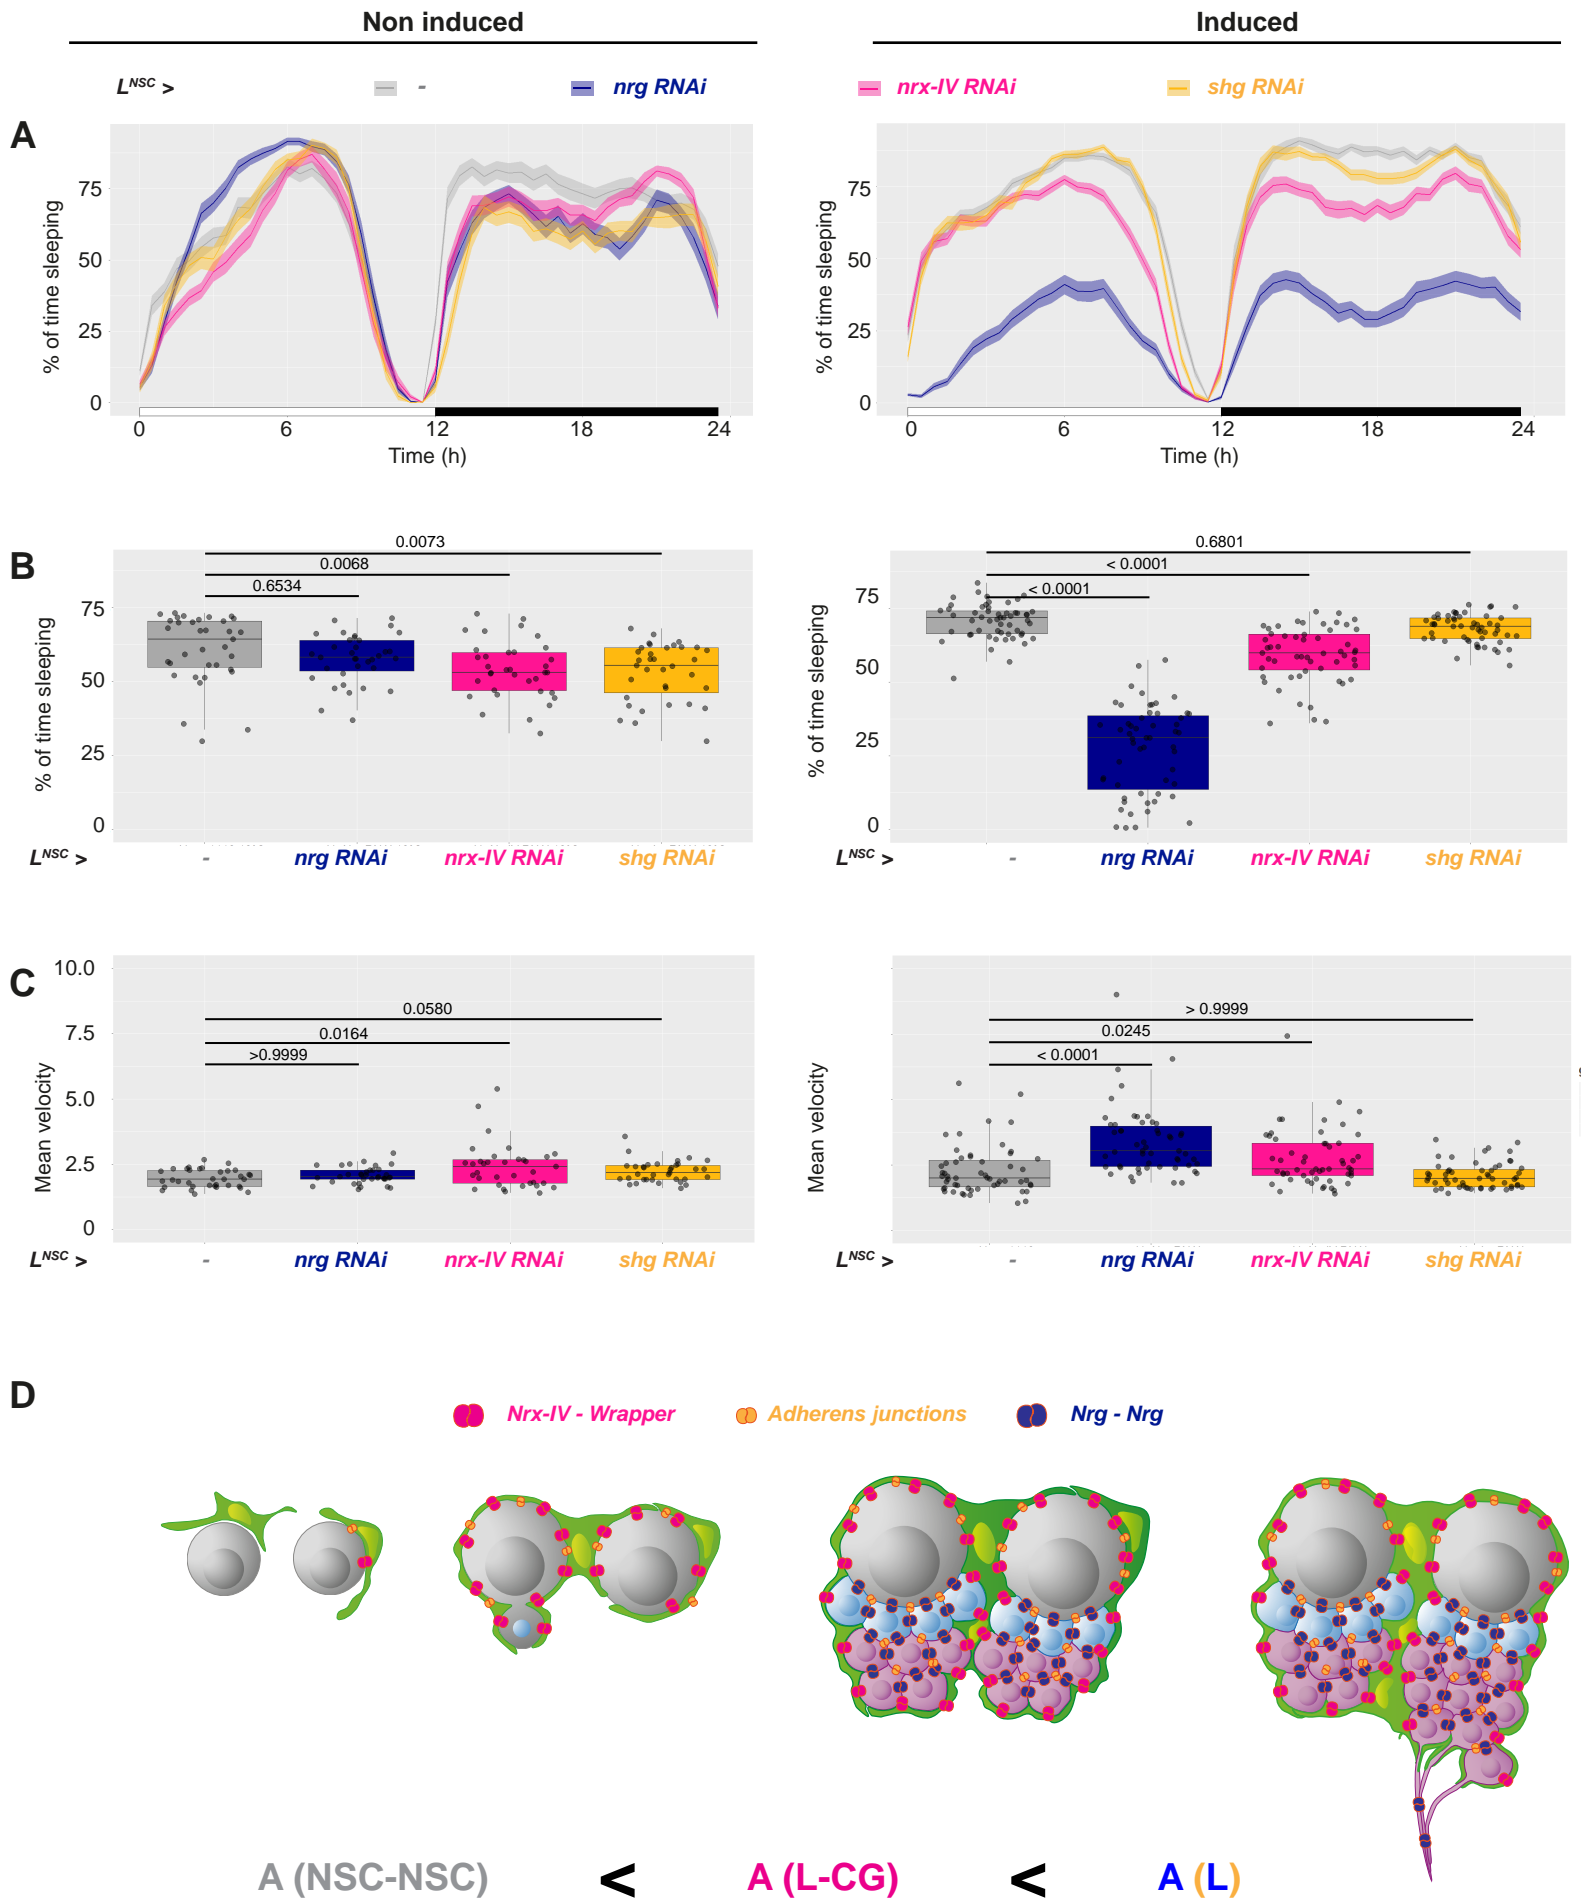 Non induced
Induced
L^NSC >
-
nrg RNAi
nrx-IV RNAi
shg RNAi
A
% of time sleeping
75
50
25
0
0 6 12 18 24
Time (h)
% of time sleeping
75
50
25
0
0 6 12 18 24
Time (h)
B
% of time sleeping
75
50
25
0
0.0073
0.0068
0.6534
L^NSC > - nrg RNAi nrx-IV RNAi shg RNAi
% of time sleeping
75
50
25
0
0.6801
< 0.0001
< 0.0001
L^NSC > - nrg RNAi nrx-IV RNAi shg RNAi
C
Mean velocity
10.0
7.5
5.0
2.5
0
0.0580
0.0164
>0.9999
L^NSC > - nrg RNAi nrx-IV RNAi shg RNAi
Mean velocity
> 0.9999
0.0245
< 0.0001
L^NSC > - nrg RNAi nrx-IV RNAi shg RNAi
D
Nrx-IV - Wrapper
Adherens junctions
Nrg - Nrg
A (NSC-NSC) < A (L-CG) < A (L)